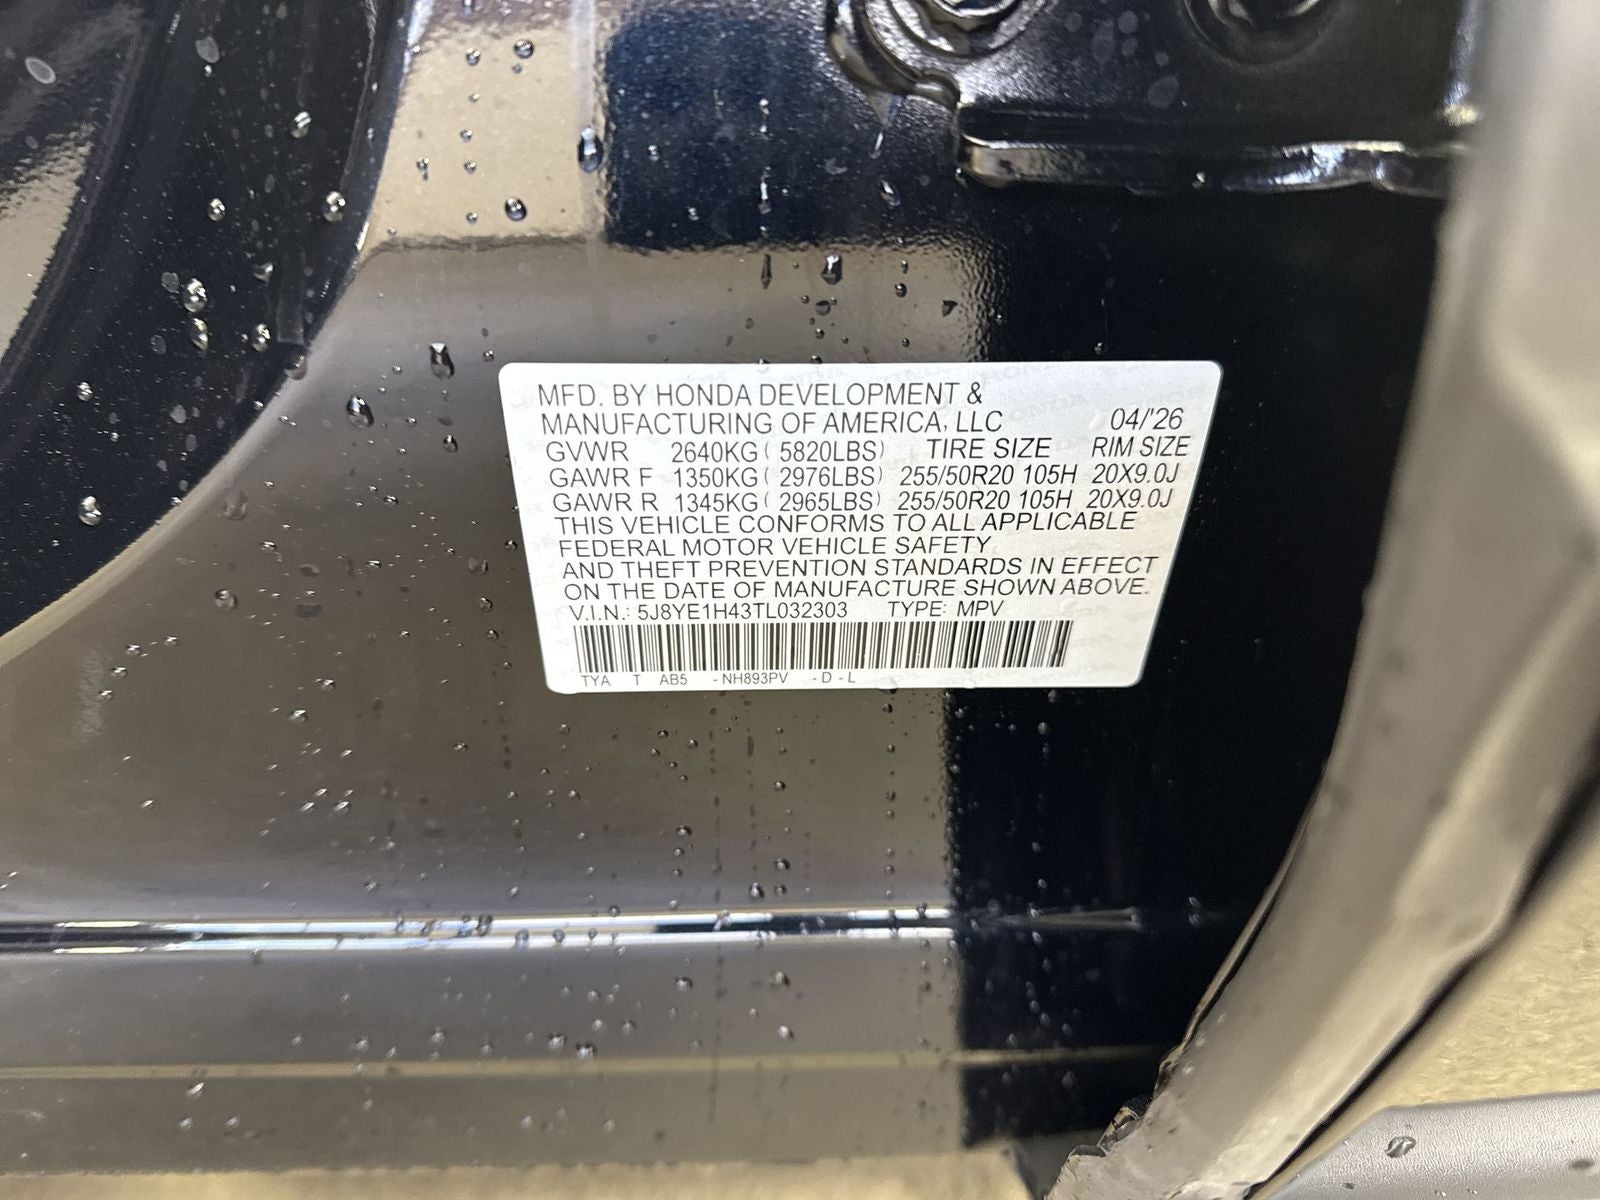 MFD. BY HONDA DEVELOPMENT &
MANUFACTURING OF AMERICA, LLC 04/'26
GVWR 2640KG ( 5820LBS) TIRE SIZE RIM SIZE
GAWR F 1350KG ( 2976LBS) 255/50R20 105H 20X9.0J
GAWR R 1345KG ( 2965LBS) 255/50R20 105H 20X9.0J
THIS VEHICLE CONFORMS TO ALL APPLICABLE
FEDERAL MOTOR VEHICLE SAFETY
AND THEFT PREVENTION STANDARDS IN EFFECT
ON THE DATE OF MANUFACTURE SHOWN ABOVE.
V.I.N.: 5J8YE1H43TL032303 TYPE: MPV
TYA T AB5 -NH893PV -D-L